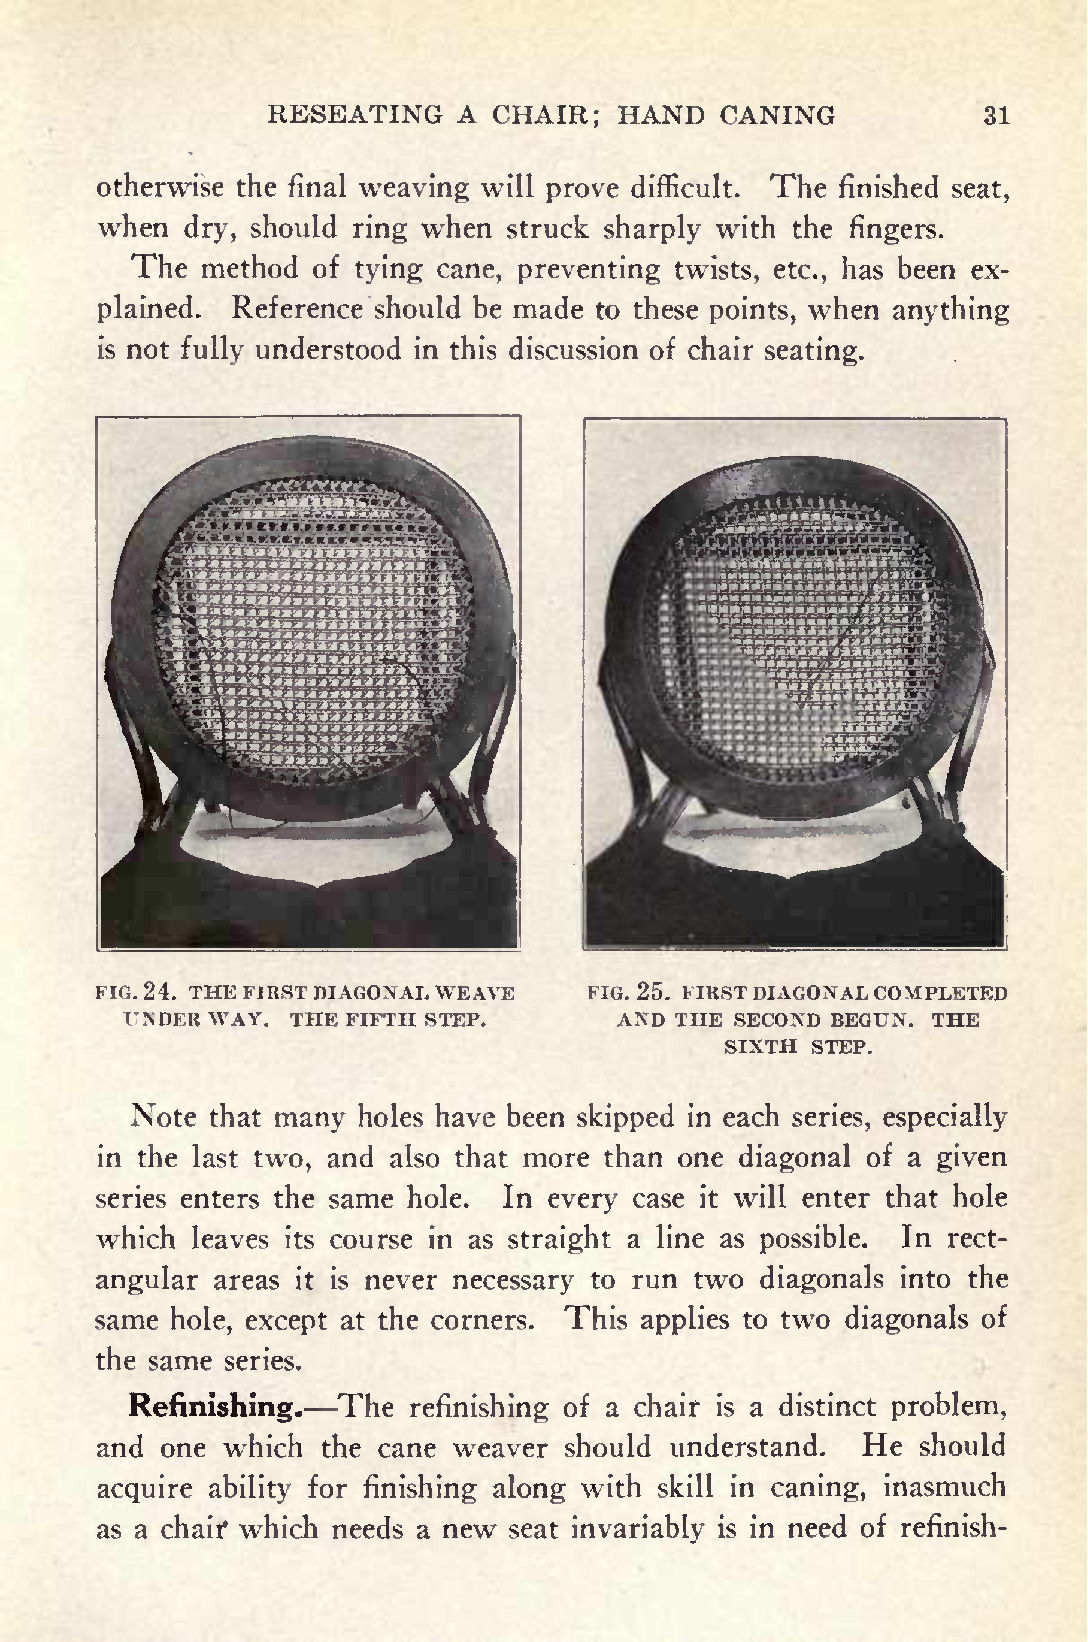 RESEATING A CHAIR; HAND CANING 31
otherwise the final weaving will prove difficult. The finished seat,
when dry, should ring when struck sharply with the fingers.
The method of tying cane, preventing twists, etc., has been ex-
plained. Reference should be made to these points, when anything
is not fully understood in this discussion of chair seating.
FIG. 24. THE FIRST DIAGONAL WEAVE
UNDER WAY. THE FIFTH STEP.
FIG. 25. FIRST DIAGONAL COMPLETED
AND THE SECOND BEGUN. THE
SIXTH STEP.
Note that many holes have been skipped in each series, especially
in the last two, and also that more than one diagonal of a given
series enters the same hole. In every case it will enter that hole
which leaves its course in as straight a line as possible. In rect-
angular areas it is never necessary to run two diagonals into the
same hole, except at the corners. This applies to two diagonals of
the same series.
Refinishing.—The refinishing of a chair is a distinct problem,
and one which the cane weaver should understand. He should
acquire ability for finishing along with skill in caning, inasmuch
as a chair which needs a new seat invariably is in need of refinish-